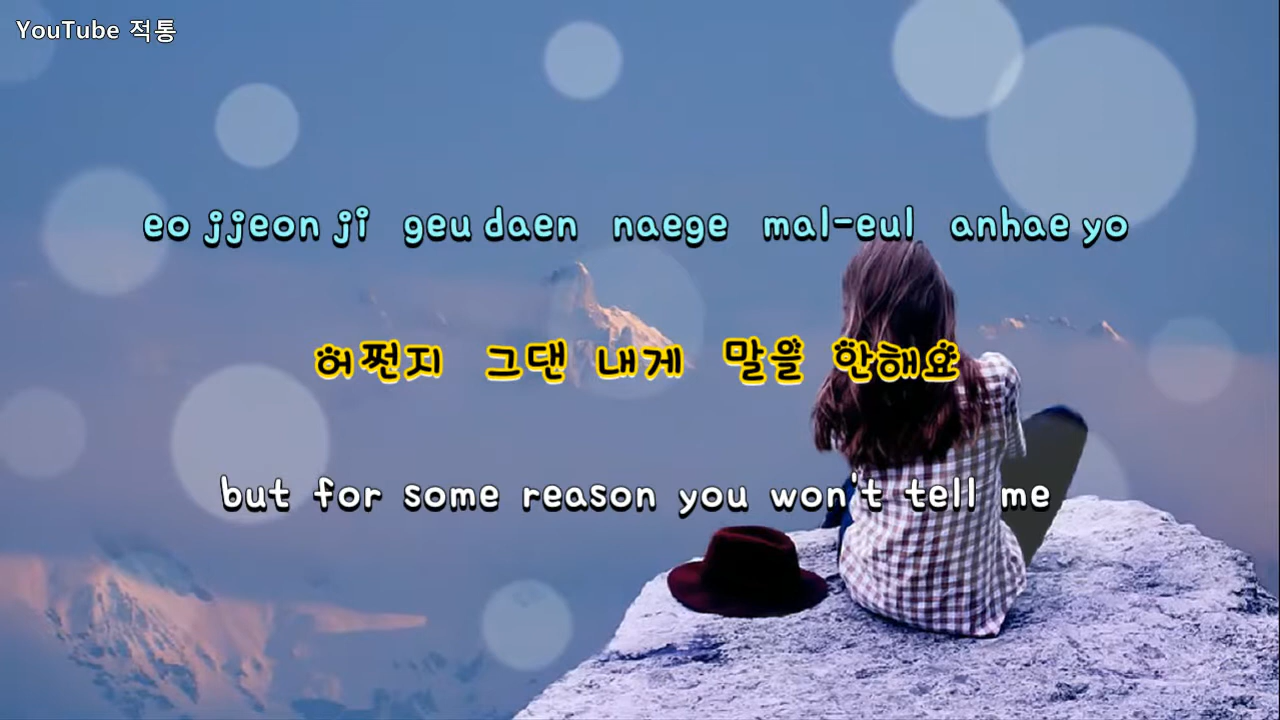 YouTube 적통
eo jjeon ji geu daen naege mal-eul anhae yo
어쩐지 그댄 내게 말을 안해요
but for some reason you won't tell me